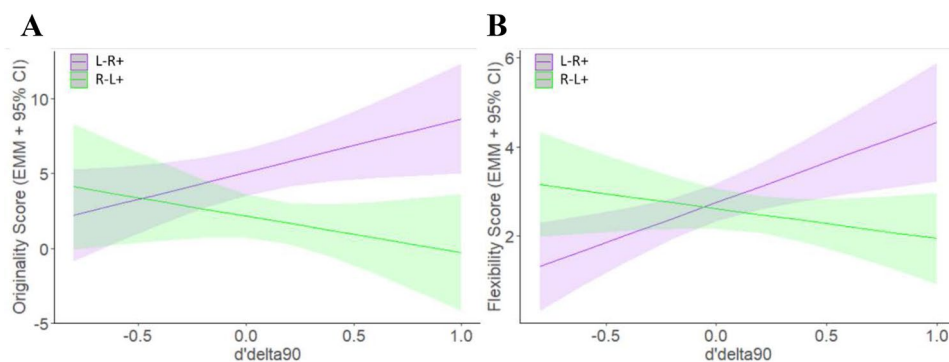 A
B
L-R+
R-L+
Originality Score (EMM + 95% CI)
10
5
0
-5
-0.5
0.0
0.5
1.0
d'delta90
L-R+
R-L+
Flexibility Score (EMM + 95% CI)
6
4
2
-0.5
0.0
0.5
1.0
d'delta90